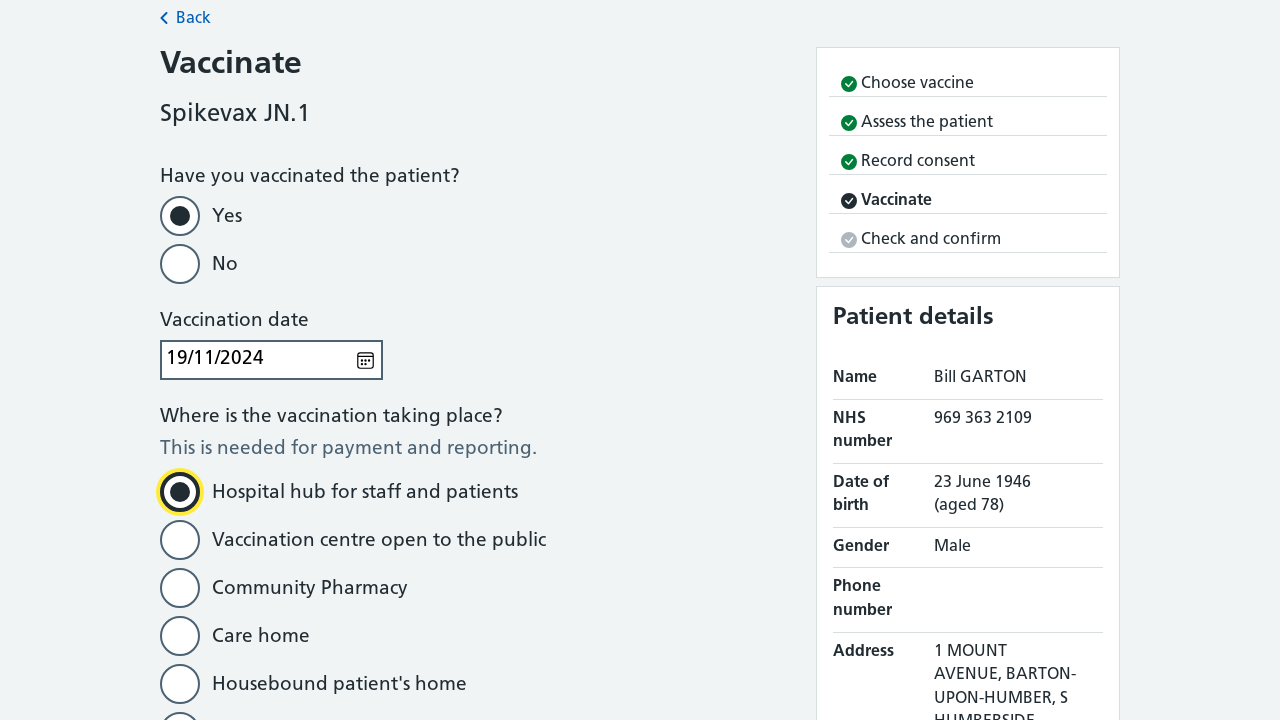 Back
Vaccinate
Spikevax JN.1
Have you vaccinated the patient?
Yes
No
Vaccination date
19/11/2024
Where is the vaccination taking place?
This is needed for payment and reporting.
Hospital hub for staff and patients
Vaccination centre open to the public
Community Pharmacy
Care home
Housebound patient's home
Choose vaccine
Assess the patient
Record consent
Vaccinate
Check and confirm
Patient details
Name Bill GARTON
NHS number 969 363 2109
Date of birth 23 June 1946 (aged 78)
Gender Male
Phone number
Address 1 MOUNT
AVENUE, BARTON-
UPON-HUMBER, S
HUMBERSIDE